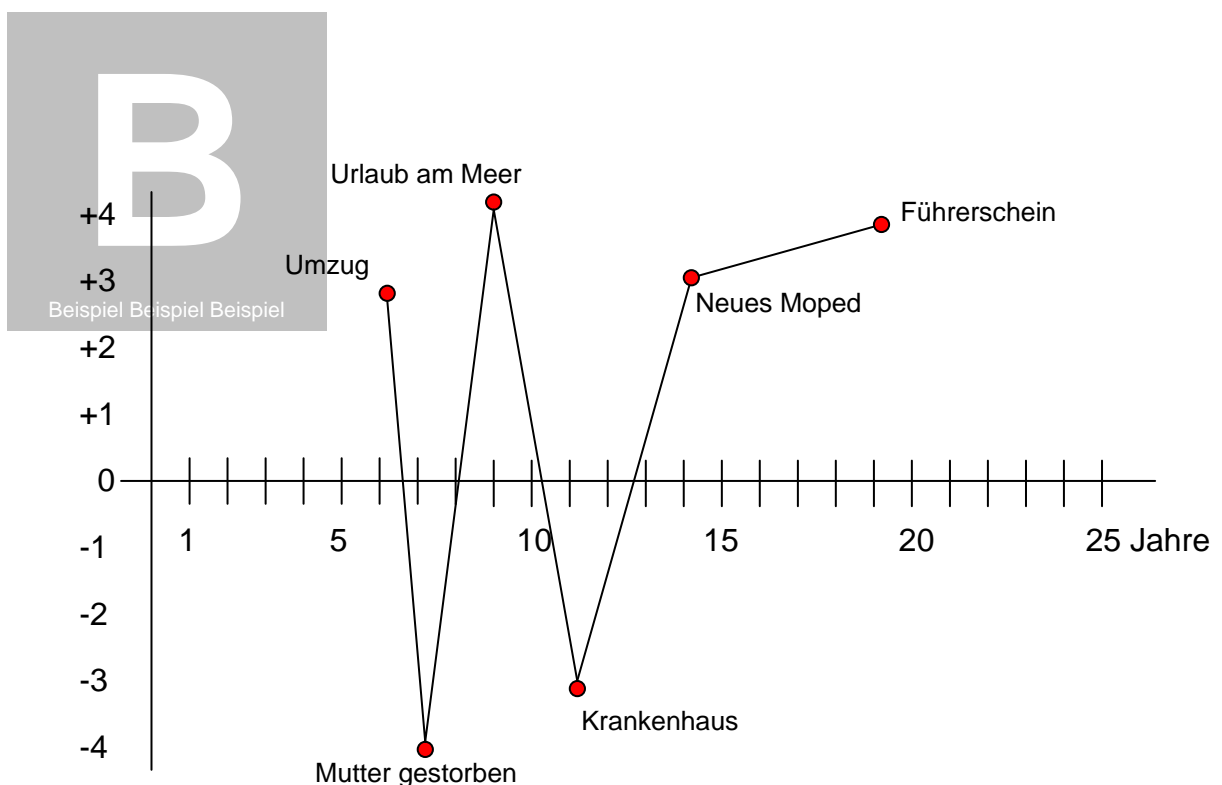 B
Urlaub am Meer
+4
Führerschein
Umzug
+3
Neues Moped
Beispiel Beispiel Beispiel
+2
+1
0
1 5 10 15 20 25 Jahre
-1
-2
-3
Krankenhaus
-4
Mutter gestorben